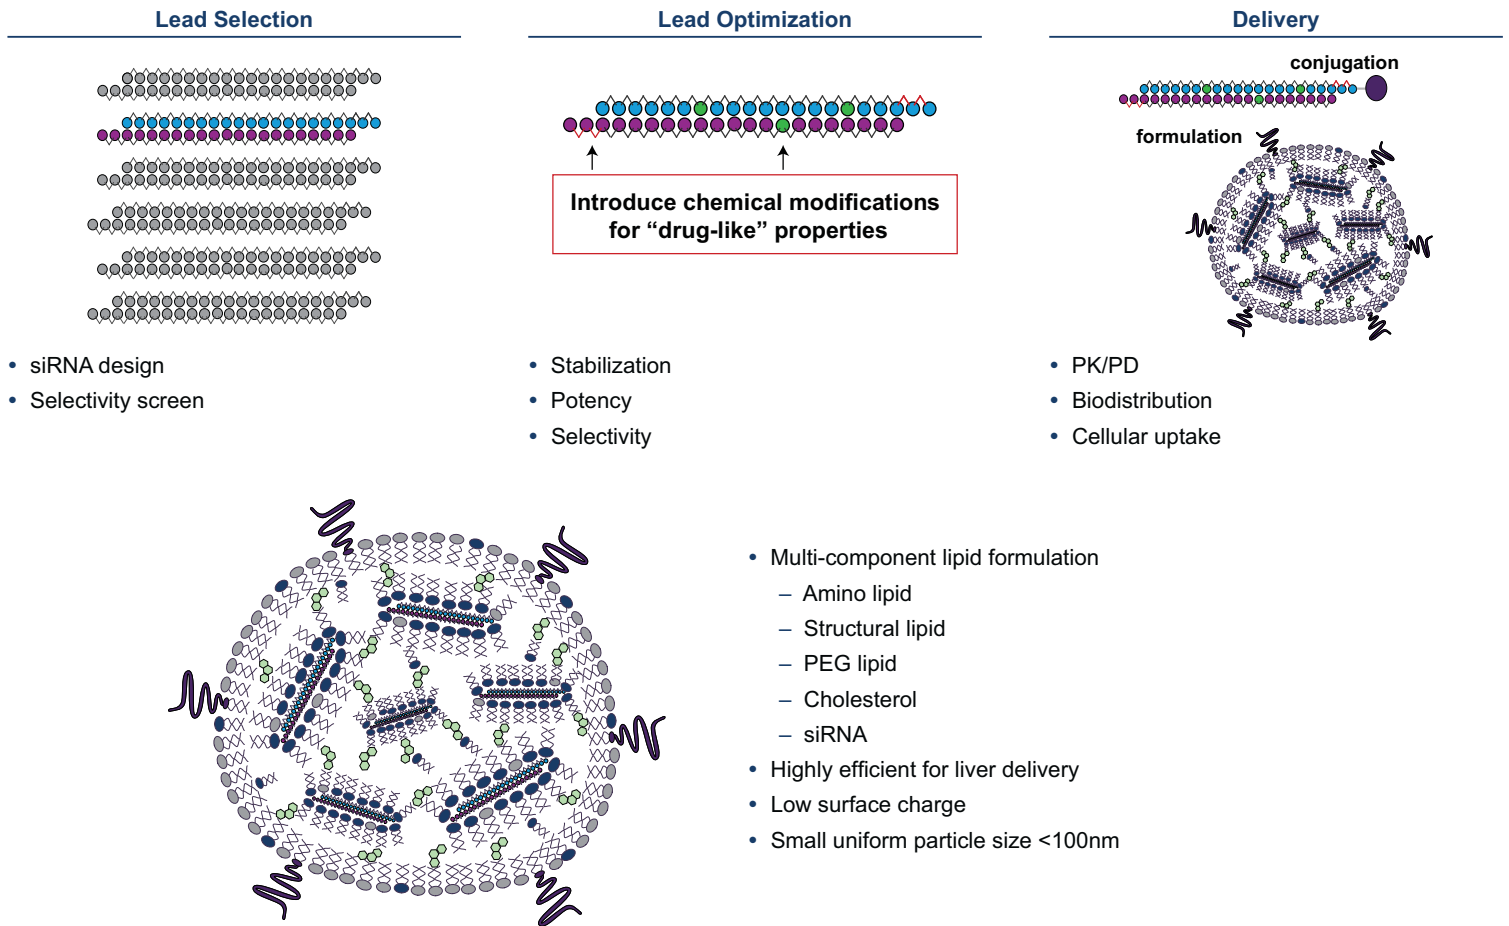 Lead Selection
Lead Optimization
Delivery
conjugation
formulation
Introduce chemical modifications
for “drug-like” properties
• siRNA design
• Selectivity screen
• Stabilization
• Potency
• Selectivity
• PK/PD
• Biodistribution
• Cellular uptake
• Multi-component lipid formulation
– Amino lipid
– Structural lipid
– PEG lipid
– Cholesterol
– siRNA
• Highly efficient for liver delivery
• Low surface charge
• Small uniform particle size <100nm